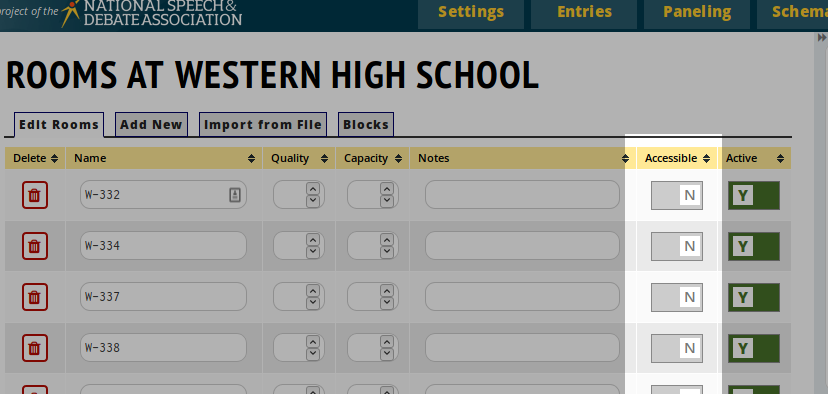 project of the NATIONAL SPEECH &
DEBATE ASSOCIATION
Settings Entries Paneling Schema
ROOMS AT WESTERN HIGH SCHOOL
Edit Rooms Add New Import from File Blocks
Delete Name Quality Capacity Notes Accessible Active
W-332 N Y
W-334 N Y
W-337 N Y
W-338 N Y